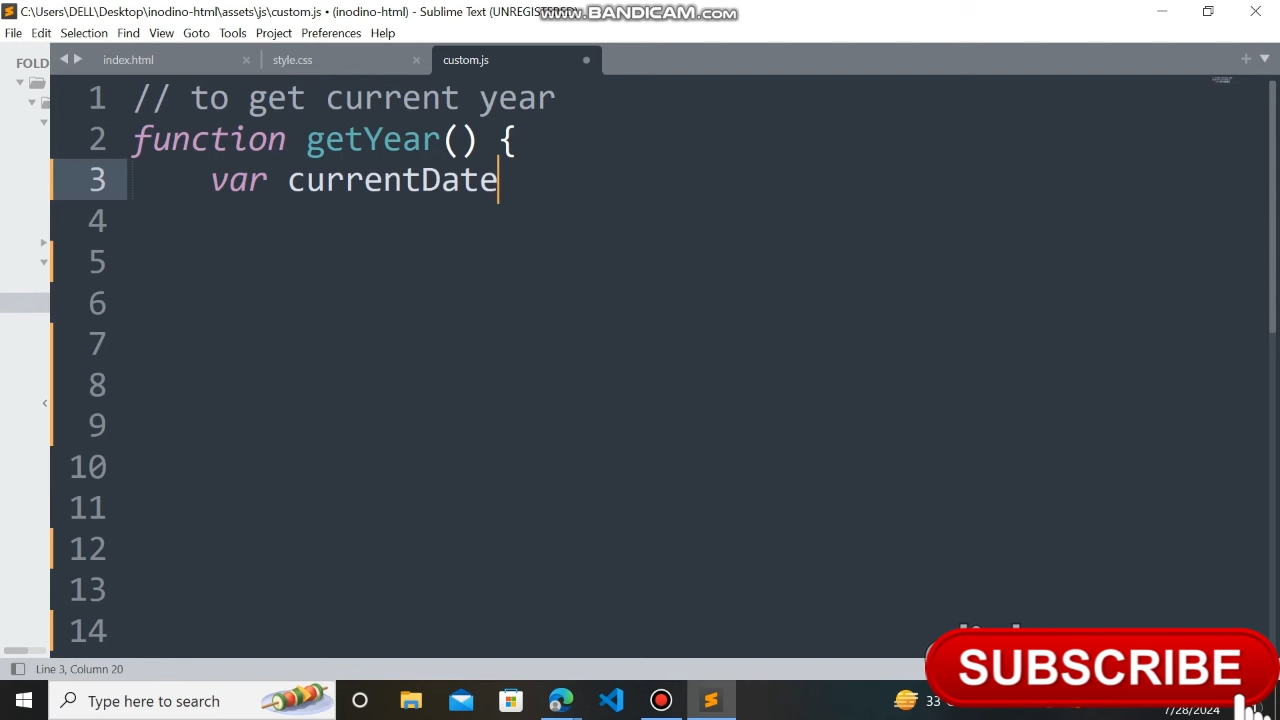 C:\Users\DELL\Desktop\inodino-html\assets\js\custom.js • (inodino-html) - Sublime Text (UNREGISTERED)
www.BANDICAM.com
File Edit Selection Find View Goto Tools Project Preferences Help
FOLD
index.html × style.css × custom.js
1 // to get current year
2 function getYear() {
3 var currentDate
4
5
6
7
8
9
10
11
12
13
14
SUBSCRIBE
Line 3, Column 20
Type here to search
33
7/28/2024